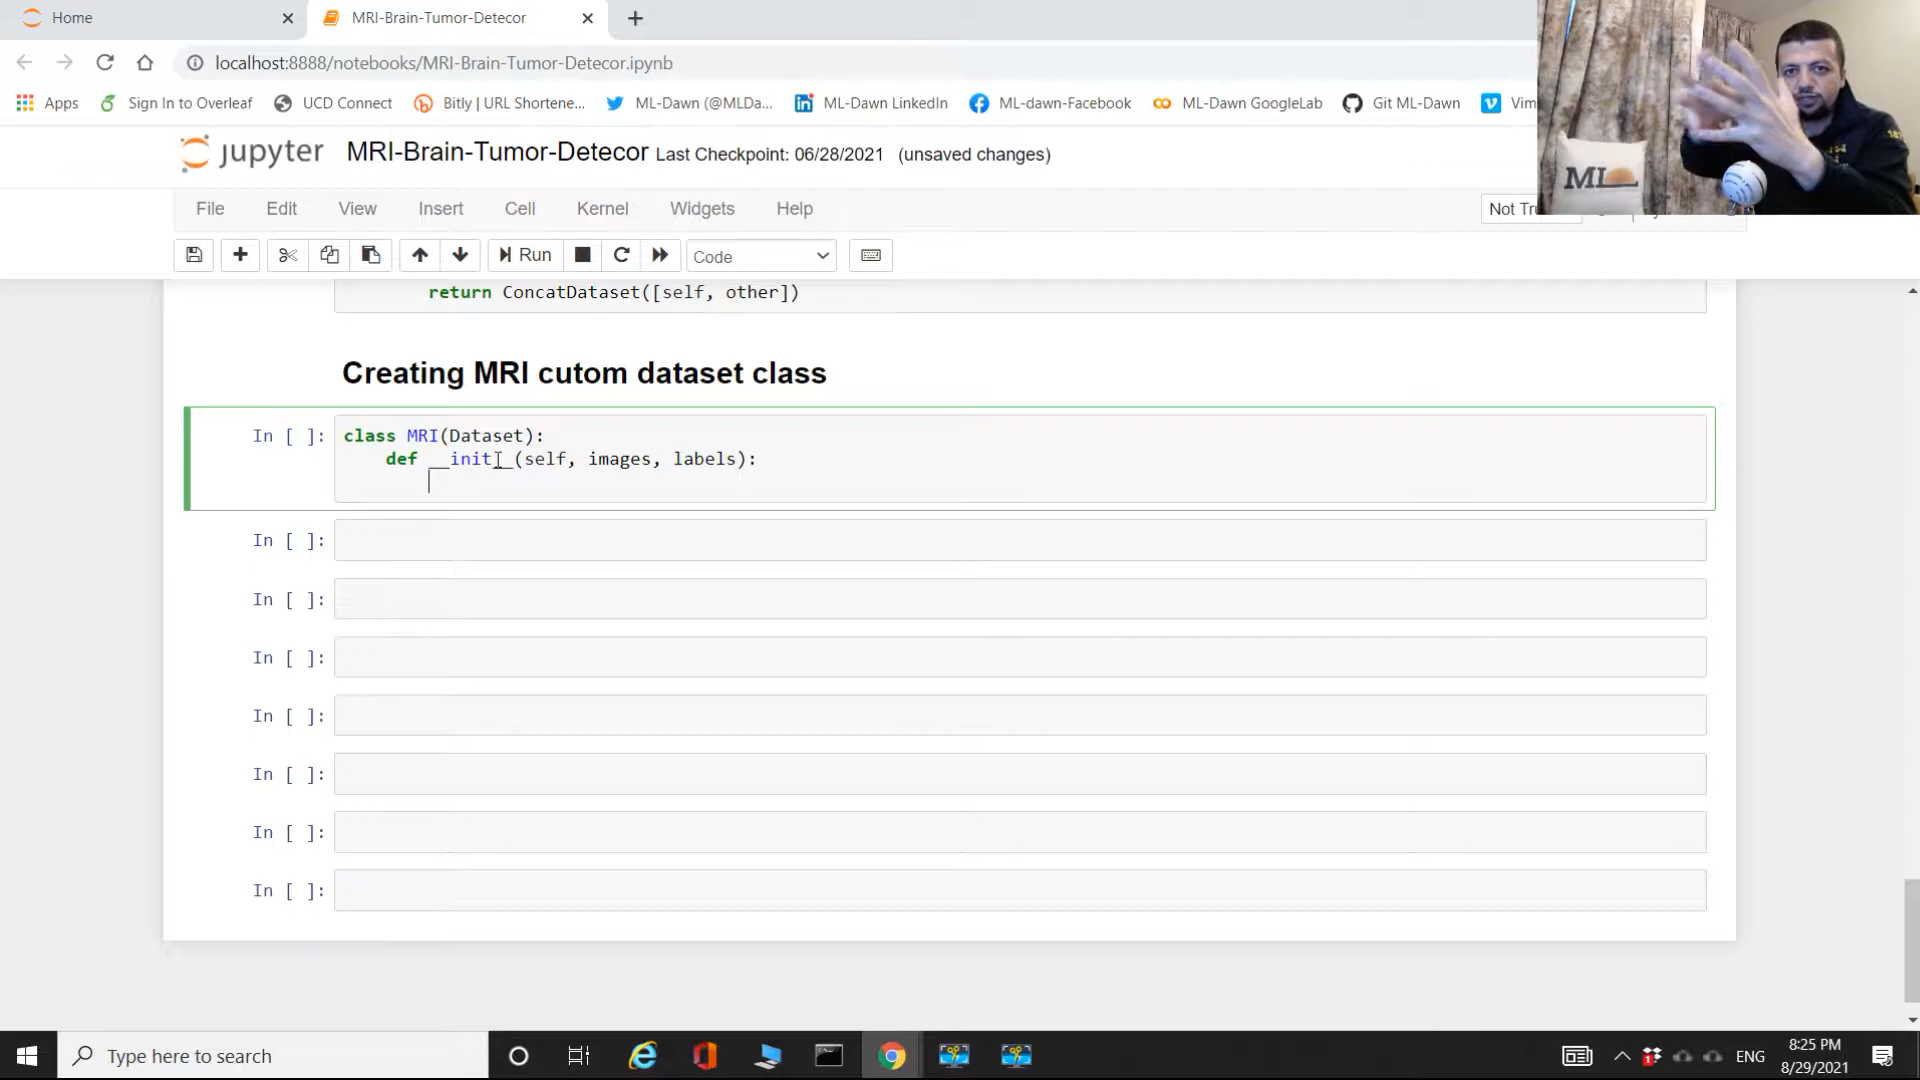 Home
MRI-Brain-Tumor-Detecor
localhost:8888/notebooks/MRI-Brain-Tumor-Detecor.ipynb
Apps Sign In to Overleaf UCD Connect Bitly | URL Shortene... ML-Dawn (@MLDa... ML-Dawn LinkedIn ML-dawn-Facebook ML-Dawn GoogleLab Git ML-Dawn
ML
jupyter MRI-Brain-Tumor-Detecor Last Checkpoint: 06/28/2021 (unsaved changes)
File Edit View Insert Cell Kernel Widgets Help Not
Run Code
return ConcatDataset([self, other])
Creating MRI cutom dataset class
In [ ]: class MRI(Dataset):
def __init__(self, images, labels):
In [ ]:
In [ ]:
In [ ]:
In [ ]:
In [ ]:
In [ ]:
In [ ]:
Type here to search
ENG
8:25 PM
8/29/2021